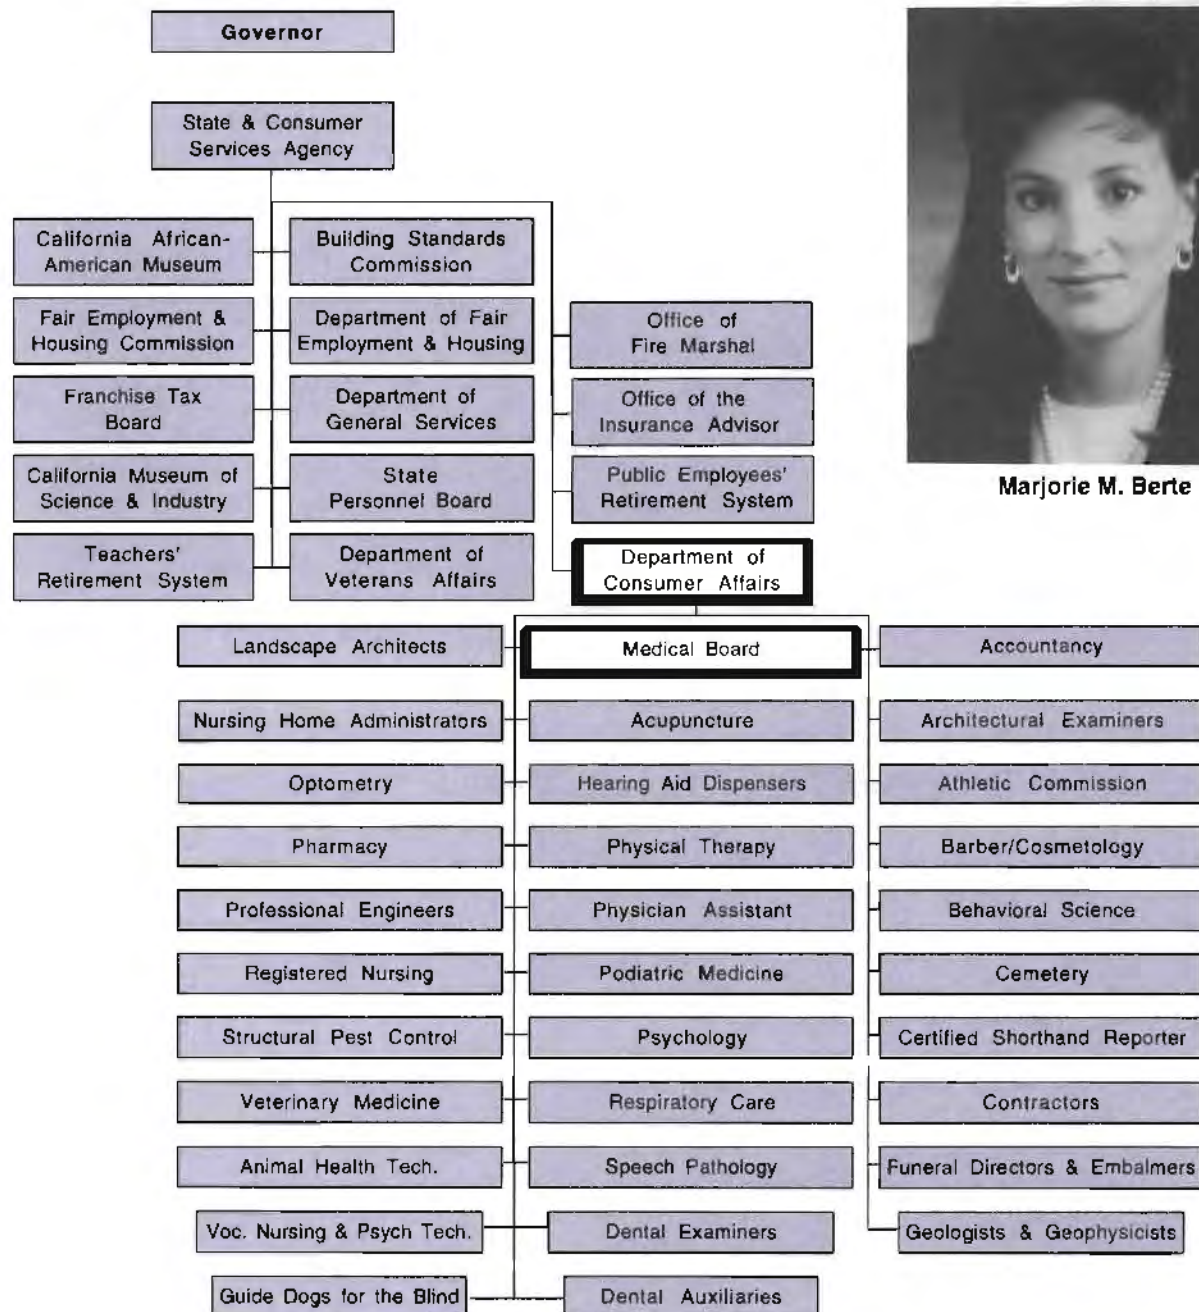 Governor
State & Consumer
Services Agency
California African-
American Museum
Building Standards
Commission
Fair Employment &
Housing Commission
Department of Fair
Employment & Housing
Office of
Fire Marshal
Franchise Tax
Board
Department of
General Services
Office of the
Insurance Advisor
California Museum of
Science & Industry
State
Personnel Board
Public Employees'
Retirement System
Marjorie M. Berte
Teachers'
Retirement System
Department of
Veterans Affairs
Department of
Consumer Affairs
Landscape Architects
Medical Board
Accountancy
Nursing Home Administrators
Acupuncture
Architectural Examiners
Optometry
Hearing Aid Dispensers
Athletic Commission
Pharmacy
Physical Therapy
Barber/Cosmetology
Professional Engineers
Physician Assistant
Behavioral Science
Registered Nursing
Podiatric Medicine
Cemetery
Structural Pest Control
Psychology
Certified Shorthand Reporter
Veterinary Medicine
Respiratory Care
Contractors
Animal Health Tech.
Speech Pathology
Funeral Directors & Embalmers
Voc. Nursing & Psych Tech.
Dental Examiners
Geologists & Geophysicists
Guide Dogs for the Blind
Dental Auxiliaries